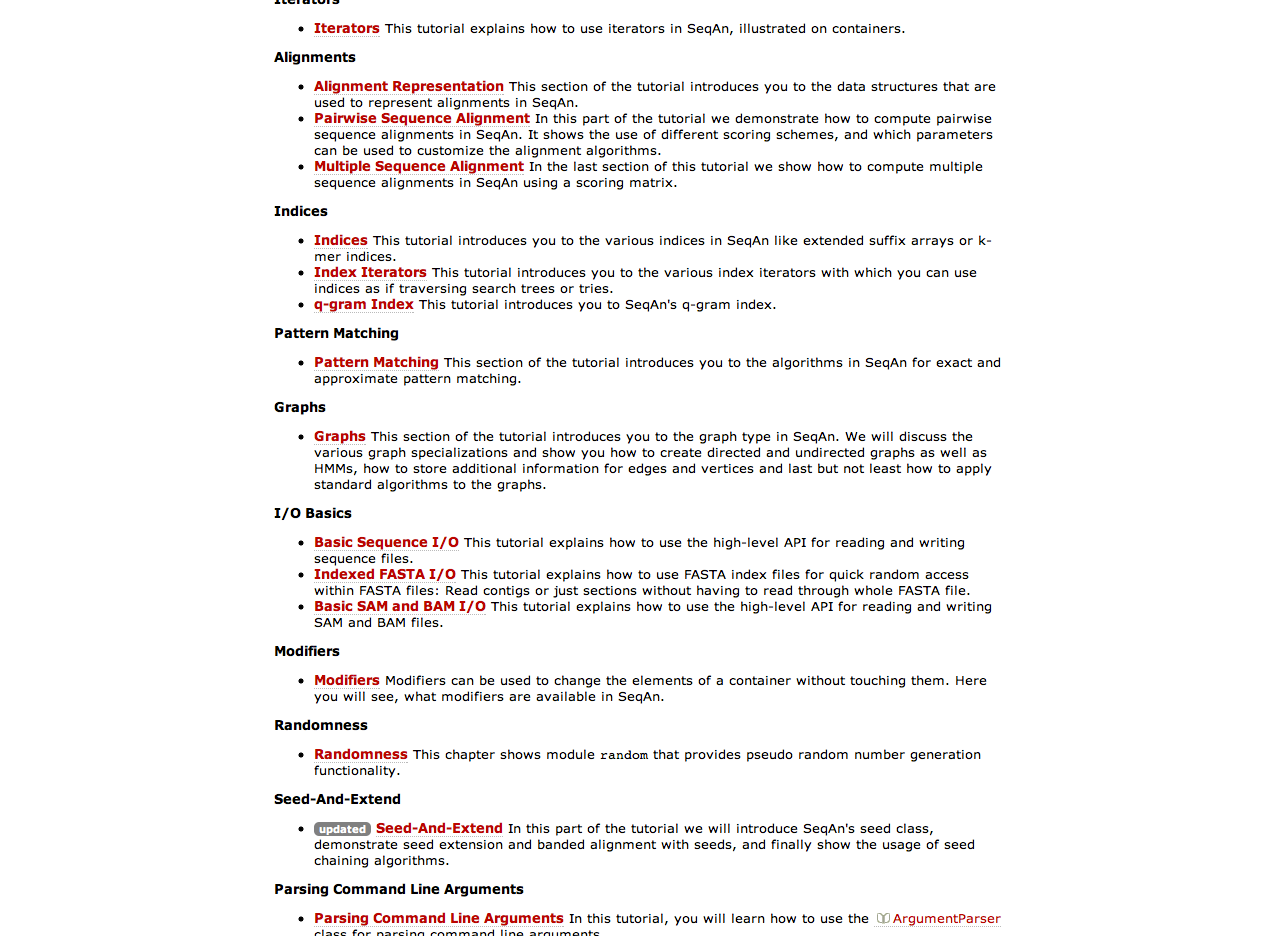 Iterators
Iterators This tutorial explains how to use iterators in SeqAn, illustrated on containers.
Alignments
Alignment Representation This section of the tutorial introduces you to the data structures that are
used to represent alignments in SeqAn.
Pairwise Sequence Alignment In this part of the tutorial we demonstrate how to compute pairwise
sequence alignments in SeqAn. It shows the use of different scoring schemes, and which parameters
can be used to customize the alignment algorithms.
Multiple Sequence Alignment In the last section of this tutorial we show how to compute multiple
sequence alignments in SeqAn using a scoring matrix.
Indices
Indices This tutorial introduces you to the various indices in SeqAn like extended suffix arrays or k-
mer indices.
Index Iterators This tutorial introduces you to the various index iterators with which you can use
indices as if traversing search trees or tries.
q-gram Index This tutorial introduces you to SeqAn's q-gram index.
Pattern Matching
Pattern Matching This section of the tutorial introduces you to the algorithms in SeqAn for exact and
approximate pattern matching.
Graphs
Graphs This section of the tutorial introduces you to the graph type in SeqAn. We will discuss the
various graph specializations and show you how to create directed and undirected graphs as well as
HMMs, how to store additional information for edges and vertices and last but not least how to apply
standard algorithms to the graphs.
I/O Basics
Basic Sequence I/O This tutorial explains how to use the high-level API for reading and writing
sequence files.
Indexed FASTA I/O This tutorial explains how to use FASTA index files for quick random access
within FASTA files: Read contigs or just sections without having to read through whole FASTA file.
Basic SAM and BAM I/O This tutorial explains how to use the high-level API for reading and writing
SAM and BAM files.
Modifiers
Modifiers Modifiers can be used to change the elements of a container without touching them. Here
you will see, what modifiers are available in SeqAn.
Randomness
Randomness This chapter shows module random that provides pseudo random number generation
functionality.
Seed-And-Extend
updated Seed-And-Extend In this part of the tutorial we will introduce SeqAn's seed class,
demonstrate seed extension and banded alignment with seeds, and finally show the usage of seed
chaining algorithms.
Parsing Command Line Arguments
Parsing Command Line Arguments In this tutorial, you will learn how to use the ArgumentParser
class for parsing command line arguments.